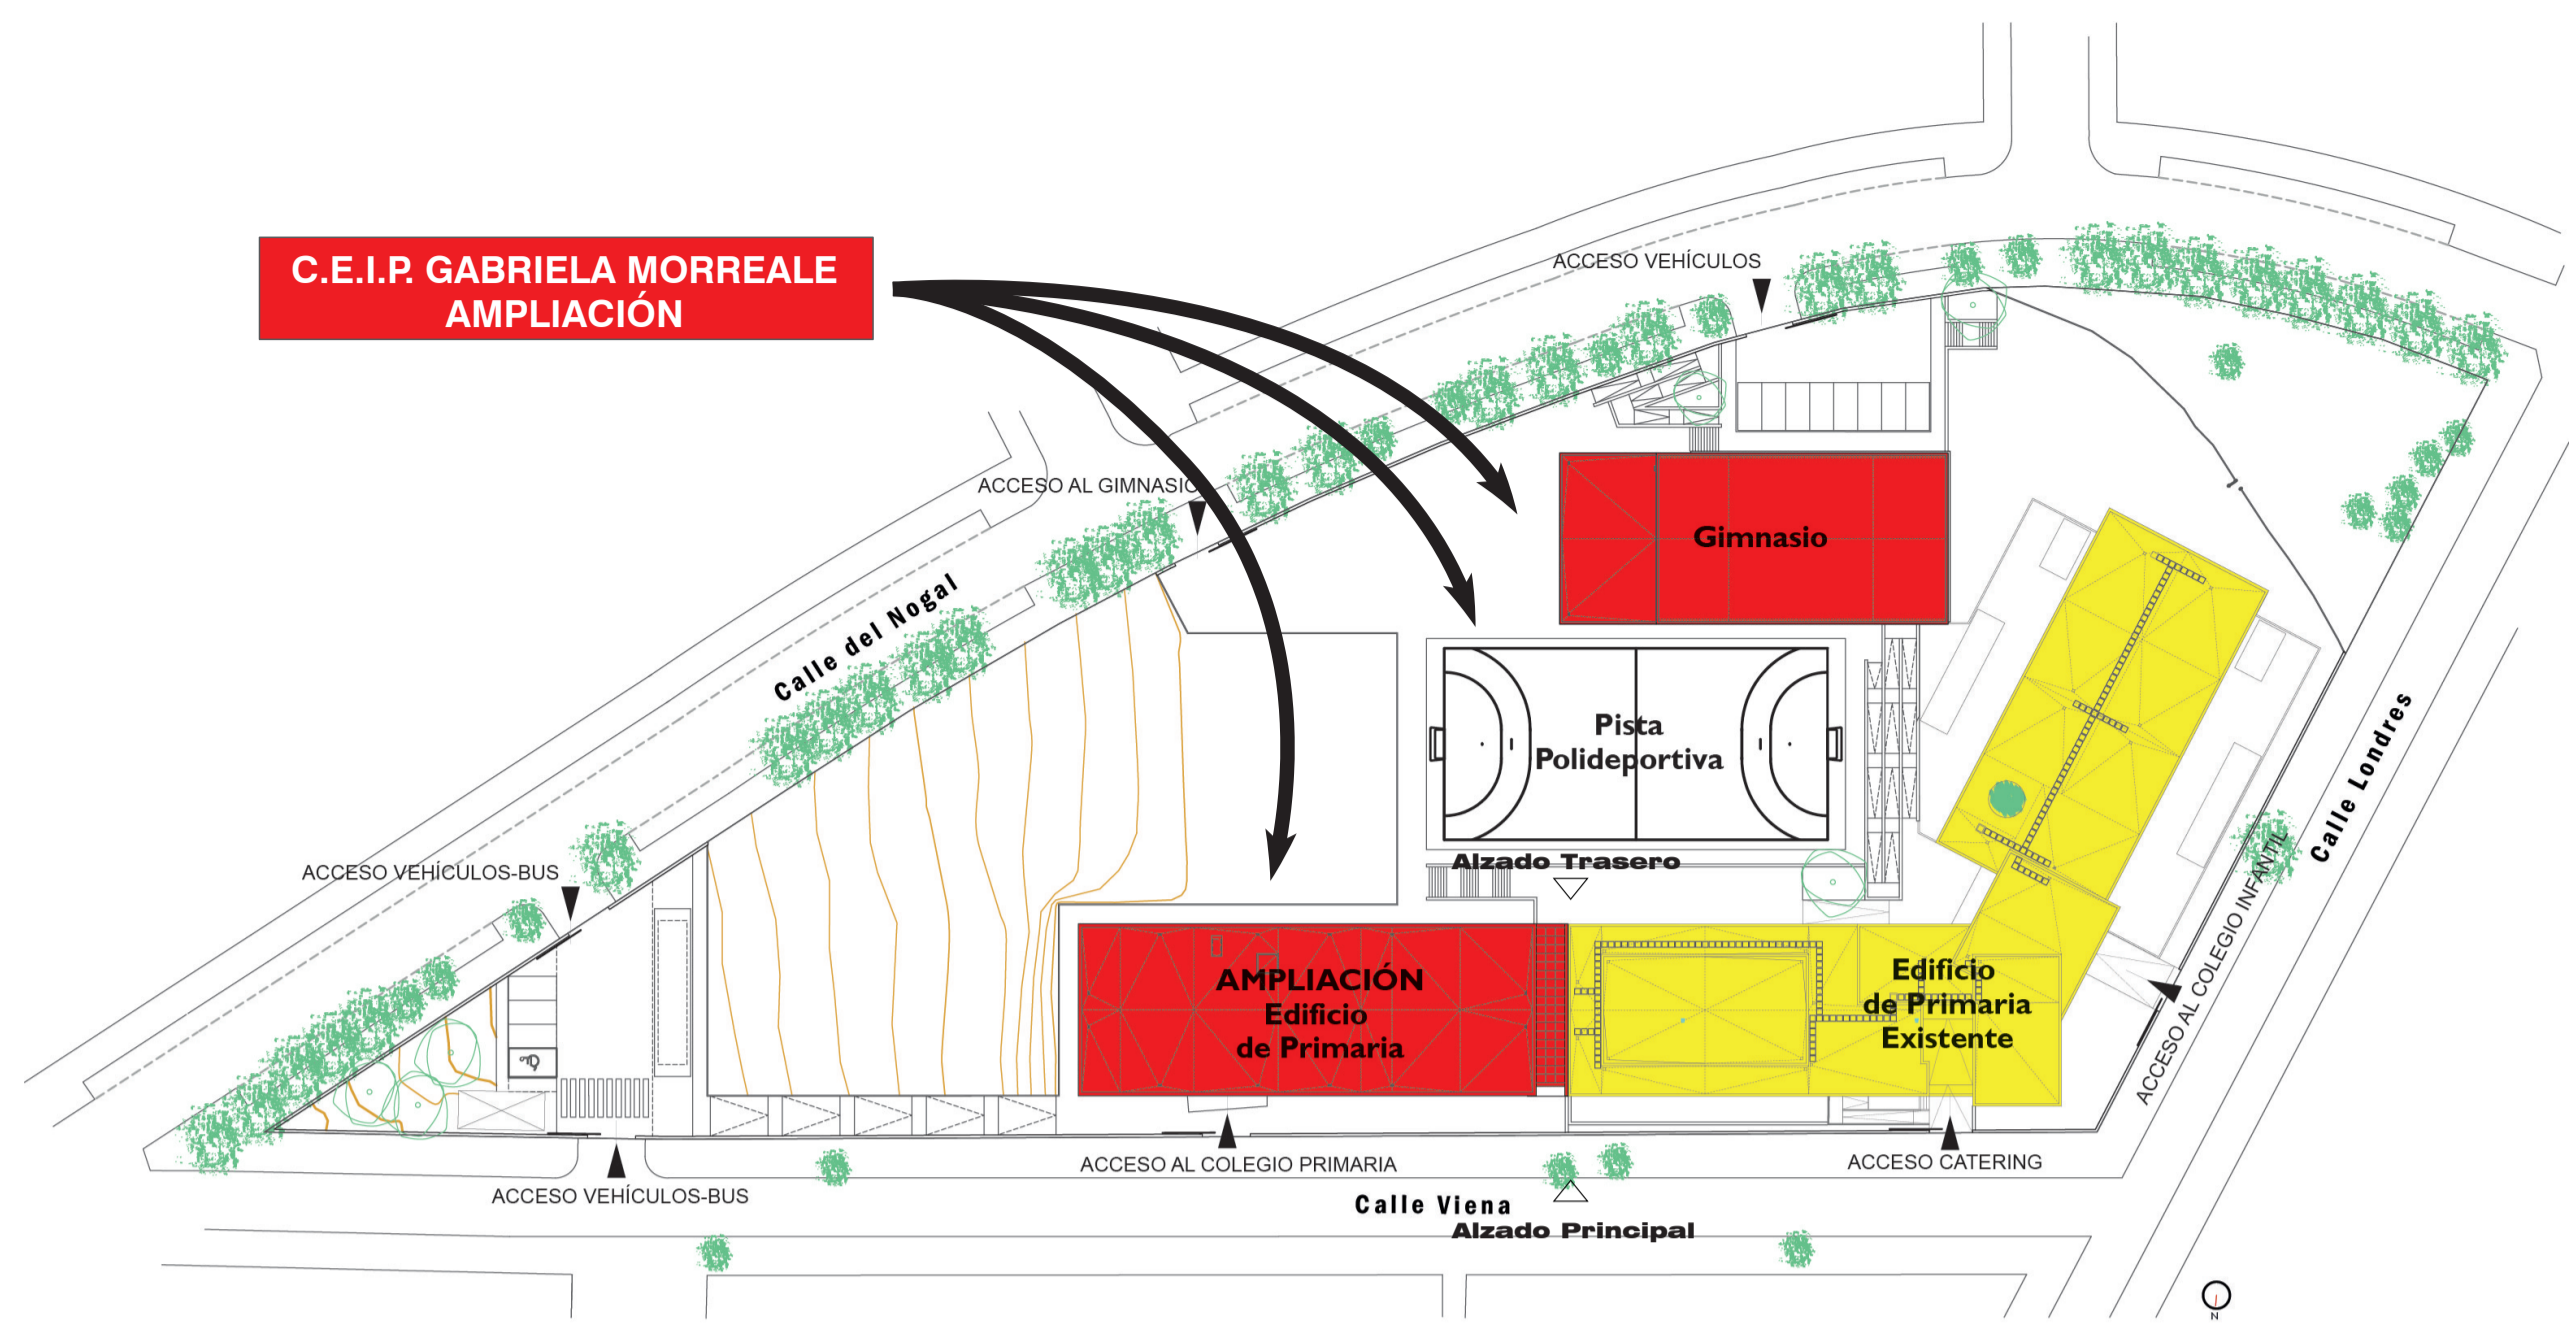 C.E.I.P. GABRIELA MORREALE
AMPLIACIÓN
ACCESO VEHÍCULOS
ACCESO AL GIMNASIO
Gimnasio
Calle del Nogal
Pista
Polideportiva
Calle Londres
ACCESO VEHÍCULOS-BUS
Alzado Trasero
ACCESO AL COLEGIO INFANTIL
AMPLIACIÓN
Edificio
de Primaria
Edificio
de Primaria
Existente
ACCESO AL COLEGIO PRIMARIA
ACCESO CATERING
ACCESO VEHÍCULOS-BUS
Calle Viena
Alzado Principal
N